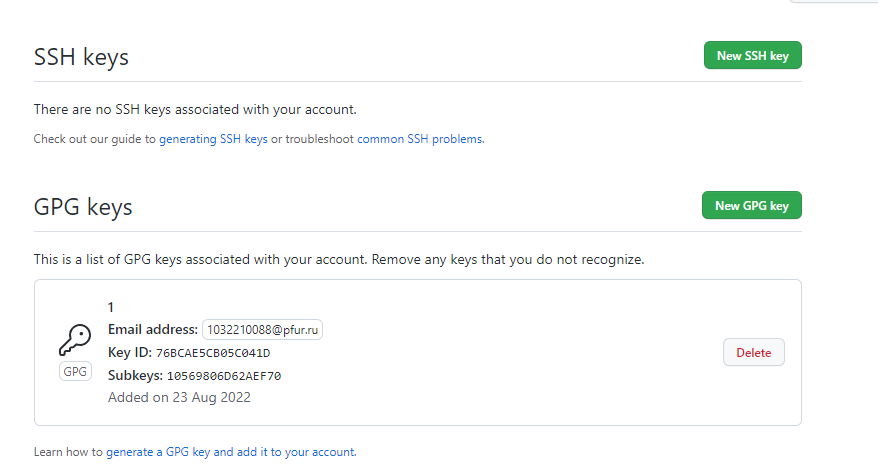 SSH keys
New SSH key
There are no SSH keys associated with your account.
Check out our guide to generating SSH keys or troubleshoot common SSH problems.
GPG keys
New GPG key
This is a list of GPG keys associated with your account. Remove any keys that you do not recognize.
1
Email address: 1032210088@pfur.ru
Key ID: 76BCAE5CB05C041D
GPG
Subkeys: 10569806D62AEF70
Added on 23 Aug 2022
Delete
Learn how to generate a GPG key and add it to your account.